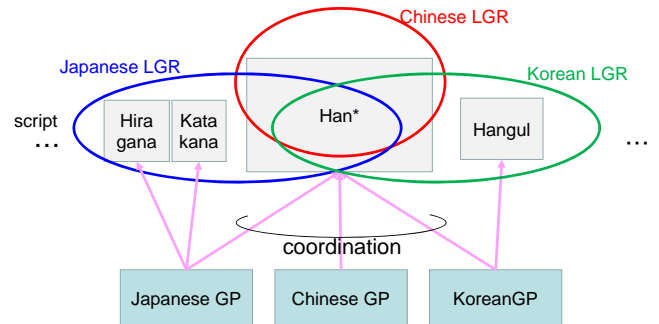 Chinese LGR
Japanese LGR
Korean LGR
script
...
Hira
gana
Kata
kana
Han*
Hangul
...
coordination
Japanese GP
Chinese GP
KoreanGP